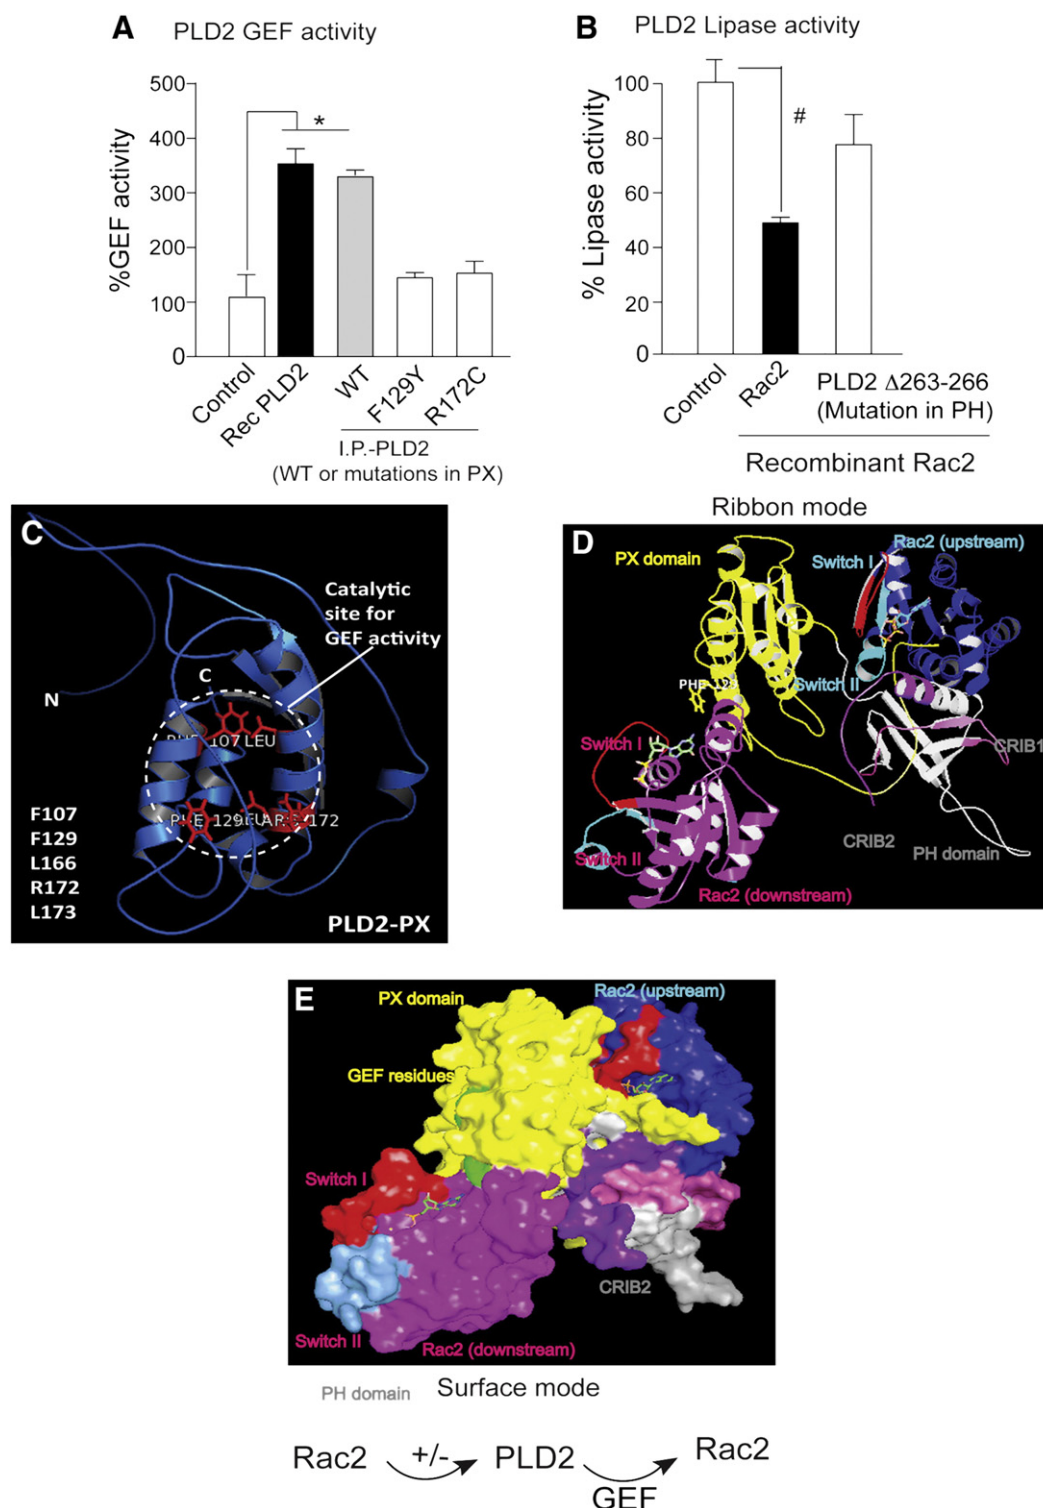 A PLD2 GEF activity
%GEF activity
500
400
300
200
100
0
*
Control
Rec PLD2
WT
F129Y
R172C
I.P.-PLD2
(WT or mutations in PX)
B PLD2 Lipase activity
% Lipase activity
100
80
60
40
20
0
#
Control
Rac2
PLD2 Δ263-266
(Mutation in PH)
Recombinant Rac2
C
Catalytic
site for
GEF activity
N
C
107 LEU
PHE 129
172
F107
F129
L166
R172
L173
PLD2-PX
Ribbon mode
D
PX domain
Rac2 (upstream)
Switch I
Switch II
PHE 129
Switch I
Switch II
CRIB1
CRIB2
PH domain
Rac2 (downstream)
E
PX domain
Rac2 (upstream)
GEF residues
Switch I
CRIB2
Switch II
Rac2 (downstream)
PH domain
Surface mode
Rac2 +/- PLD2 GEF Rac2